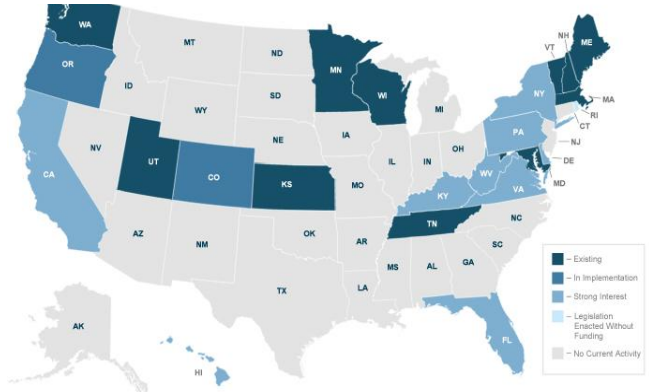 WA
MT
ND
MN
VT
NH
ME
OR
ID
SD
WI
NY
MA
WY
MI
RI
IA
PA
CT
NE
NJ
NV
IL
IN
OH
DE
UT
CO
MD
CA
KS
MO
WV
VA
KY
NC
TN
AZ
NM
OK
AR
SC
MS
AL
GA
TX
LA
AK
HI
FL
– Existing
– In Implementation
– Strong Interest
– Legislation
Enacted Without
Funding
– No Current Activity